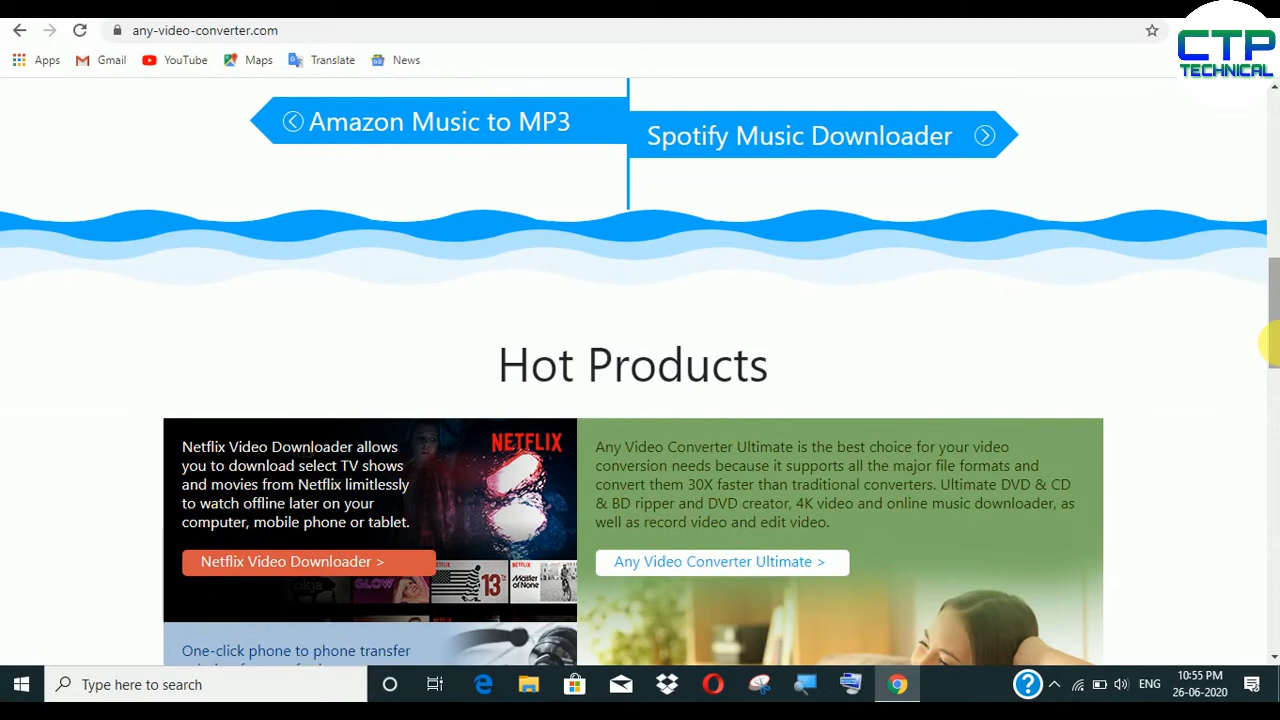 any-video-converter.com
CTP
TECHNICAL
Apps Gmail YouTube Maps Translate News
Amazon Music to MP3
Spotify Music Downloader
Hot Products
Netflix Video Downloader allows
you to download select TV shows
and movies from Netflix limitlessly
to watch offline later on your
computer, mobile phone or tablet.
NETFLIX
Netflix Video Downloader >
GLOW
13
Master
of None
Any Video Converter Ultimate is the best choice for your video
conversion needs because it supports all the major file formats and
convert them 30X faster than traditional converters. Ultimate DVD & CD
& BD ripper and DVD creator, 4K video and online music downloader, as
well as record video and edit video.
Any Video Converter Ultimate >
One-click phone to phone transfer
Type here to search
ENG
10:55 PM
26-06-2020